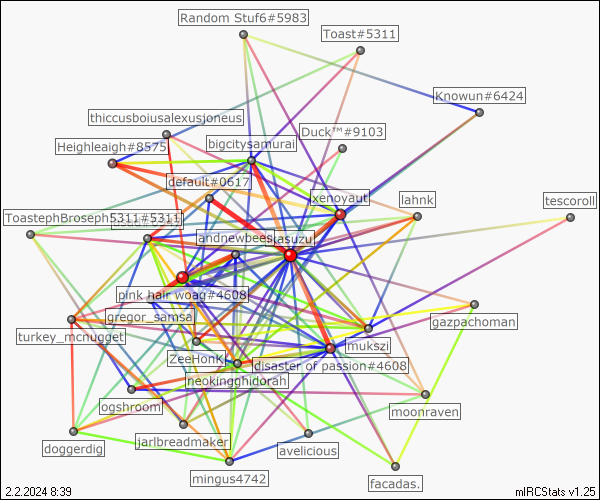 Random Stuf6#5983
Toast#5311
Knowun#6424
thiccusboiusalexusjoneus
Duck™#9103
bigcitysamurai
Heighleaigh#8575
default#0617
xenoyaut
lahnk
tescoroll
ToastephBroseph5311#5311
andnewbees
kasuzu
pink hair woag#4608
gazpachoman
gregor_samsa
turkey_mcnugget
mukszi
ZeeHonk
disaster of passion#4608
neokingghidorah
ogshroom
moonraven
jarlbreadmaker
doggerdig
avelicious
mingus4742
facadas.
2.2.2024 8:39
mIRCStats v1.25